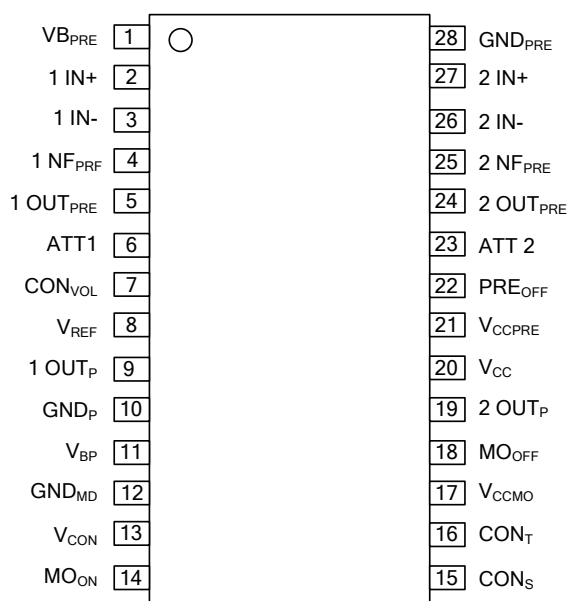 VBPRE 1 28 GNDPRE
1 IN+ 2 27 2 IN+
1 IN- 3 26 2 IN-
1 NFPRF 4 25 2 NFPRE
1 OUTPRE 5 24 2 OUTPRE
ATT1 6 23 ATT 2
CONVOL 7 22 PREOFF
VREF 8 21 VCCPRE
1 OUTP 9 20 VCC
GNDP 10 19 2 OUTP
VBP 11 18 MOOFF
GNDMD 12 17 VCCMO
VCON 13 16 CONT
MOON 14 15 CONS